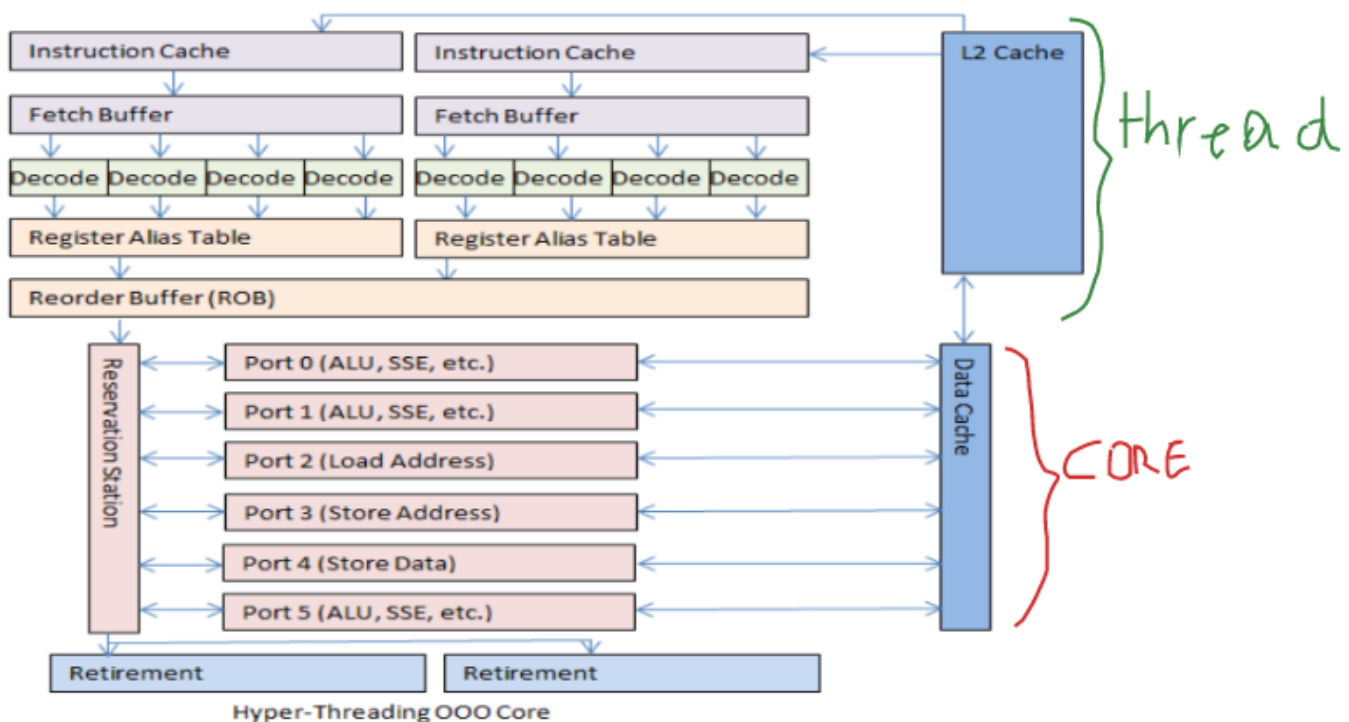 Instruction Cache
Instruction Cache
L2 Cache
Fetch Buffer
Fetch Buffer
thread
Decode Decode Decode Decode
Decode Decode Decode Decode
Register Alias Table
Register Alias Table
Reorder Buffer (ROB)
Reservation Station
Port 0 (ALU, SSE, etc.)
Data Cache
Port 1 (ALU, SSE, etc.)
Port 2 (Load Address)
CORE
Port 3 (Store Address)
Port 4 (Store Data)
Port 5 (ALU, SSE, etc.)
Retirement
Retirement
Hyper-Threading OOO Core